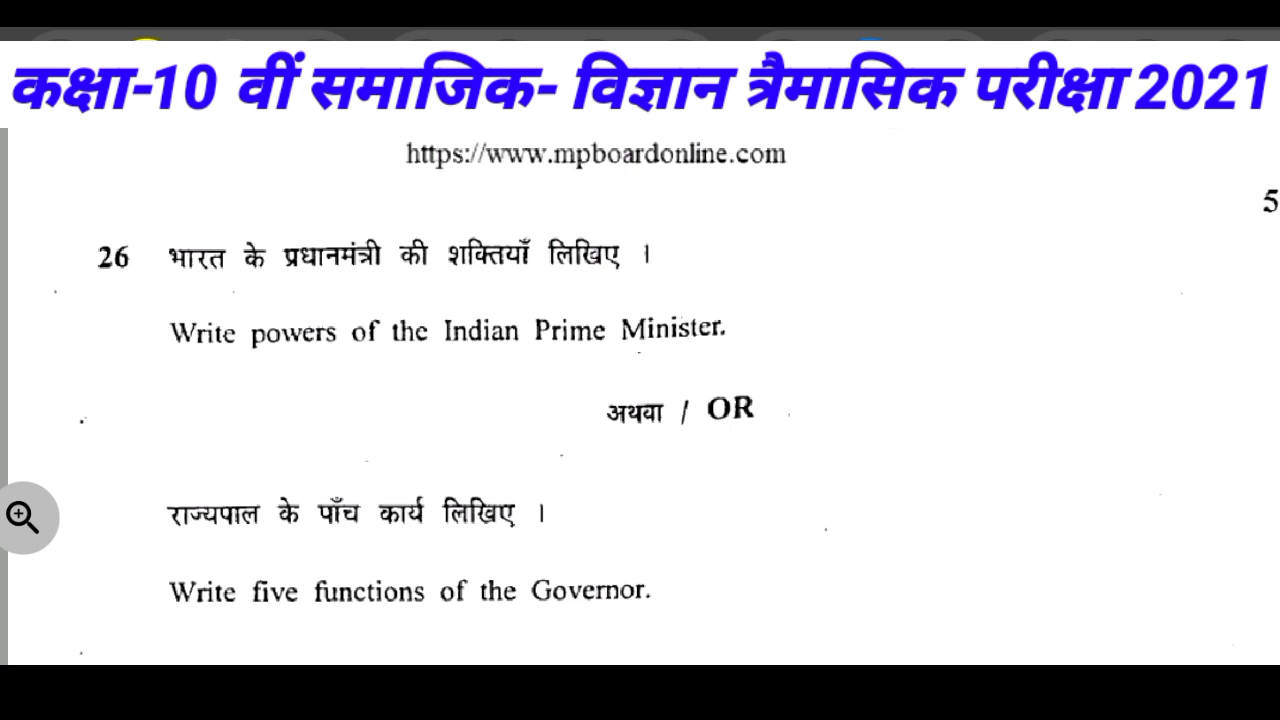 कक्षा-10 वीं समाजिक- विज्ञान त्रैमासिक परीक्षा 2021
https://www.mpboardonline.com
5
26 भारत के प्रधानमंत्री की शक्तियाँ लिखिए ।
Write powers of the Indian Prime Minister.
अथवा / OR
राज्यपाल के पाँच कार्य लिखिए ।
Write five functions of the Governor.